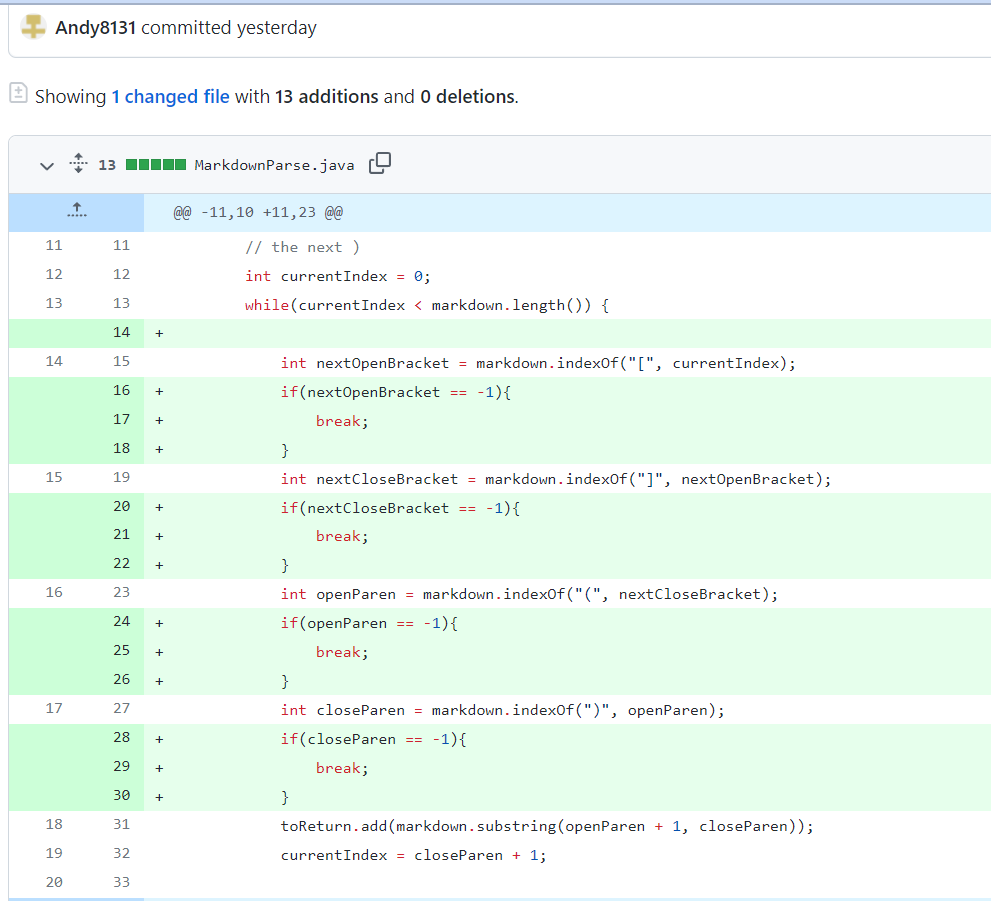 Andy8131 committed yesterday
Showing 1 changed file with 13 additions and 0 deletions.
13 MarkdownParse.java
@@ -11,10 +11,23 @@
11 11 // the next )
12 12 int currentIndex = 0;
13 13 while(currentIndex < markdown.length()) {
14 +
14 15 int nextOpenBracket = markdown.indexOf("[", currentIndex);
16 + if(nextOpenBracket == -1){
17 + break;
18 + }
15 19 int nextCloseBracket = markdown.indexOf("]", nextOpenBracket);
20 + if(nextCloseBracket == -1){
21 + break;
22 + }
16 23 int openParen = markdown.indexOf("(", nextCloseBracket);
24 + if(openParen == -1){
25 + break;
26 + }
17 27 int closeParen = markdown.indexOf(")", openParen);
28 + if(closeParen == -1){
29 + break;
30 + }
18 31 toReturn.add(markdown.substring(openParen + 1, closeParen));
19 32 currentIndex = closeParen + 1;
20 33